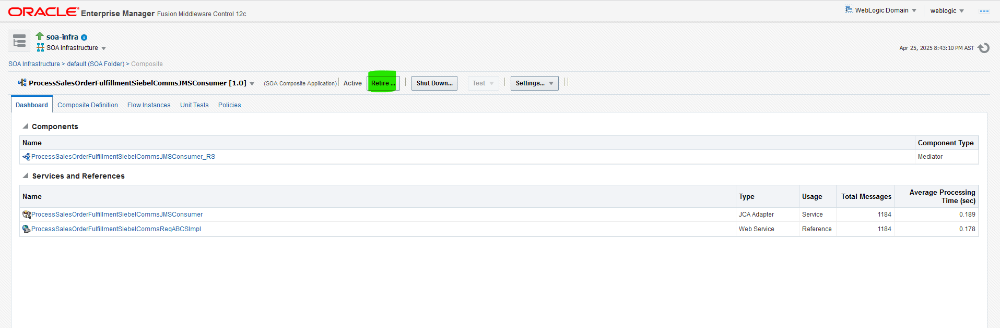 ORACLE® Enterprise Manager Fusion Middleware Control 12c
WebLogic Domain weblogic
soa-infra
SOA Infrastructure
Apr 25, 2025 8:43:10 PM AST
SOA Infrastructure > default (SOA Folder) > Composite
ProcessSalesOrderFulfillmentSiebelCommsJMSConsumer [1.0] (SOA Composite Application) Active Retire ... Shut Down... Test Settings...
Dashboard Composite Definition Flow Instances Unit Tests Policies
Components
Name Component Type
ProcessSalesOrderFulfillmentSiebelCommsJMSConsumer_RS Mediator
Services and References
Name Type Usage Total Messages Average Processing
Time (sec)
ProcessSalesOrderFulfillmentSiebelCommsJMSConsumer JCA Adapter Service 1184 0.189
ProcessSalesOrderFulfillmentSiebelCommsReqABCSImpl Web Service Reference 1184 0.178